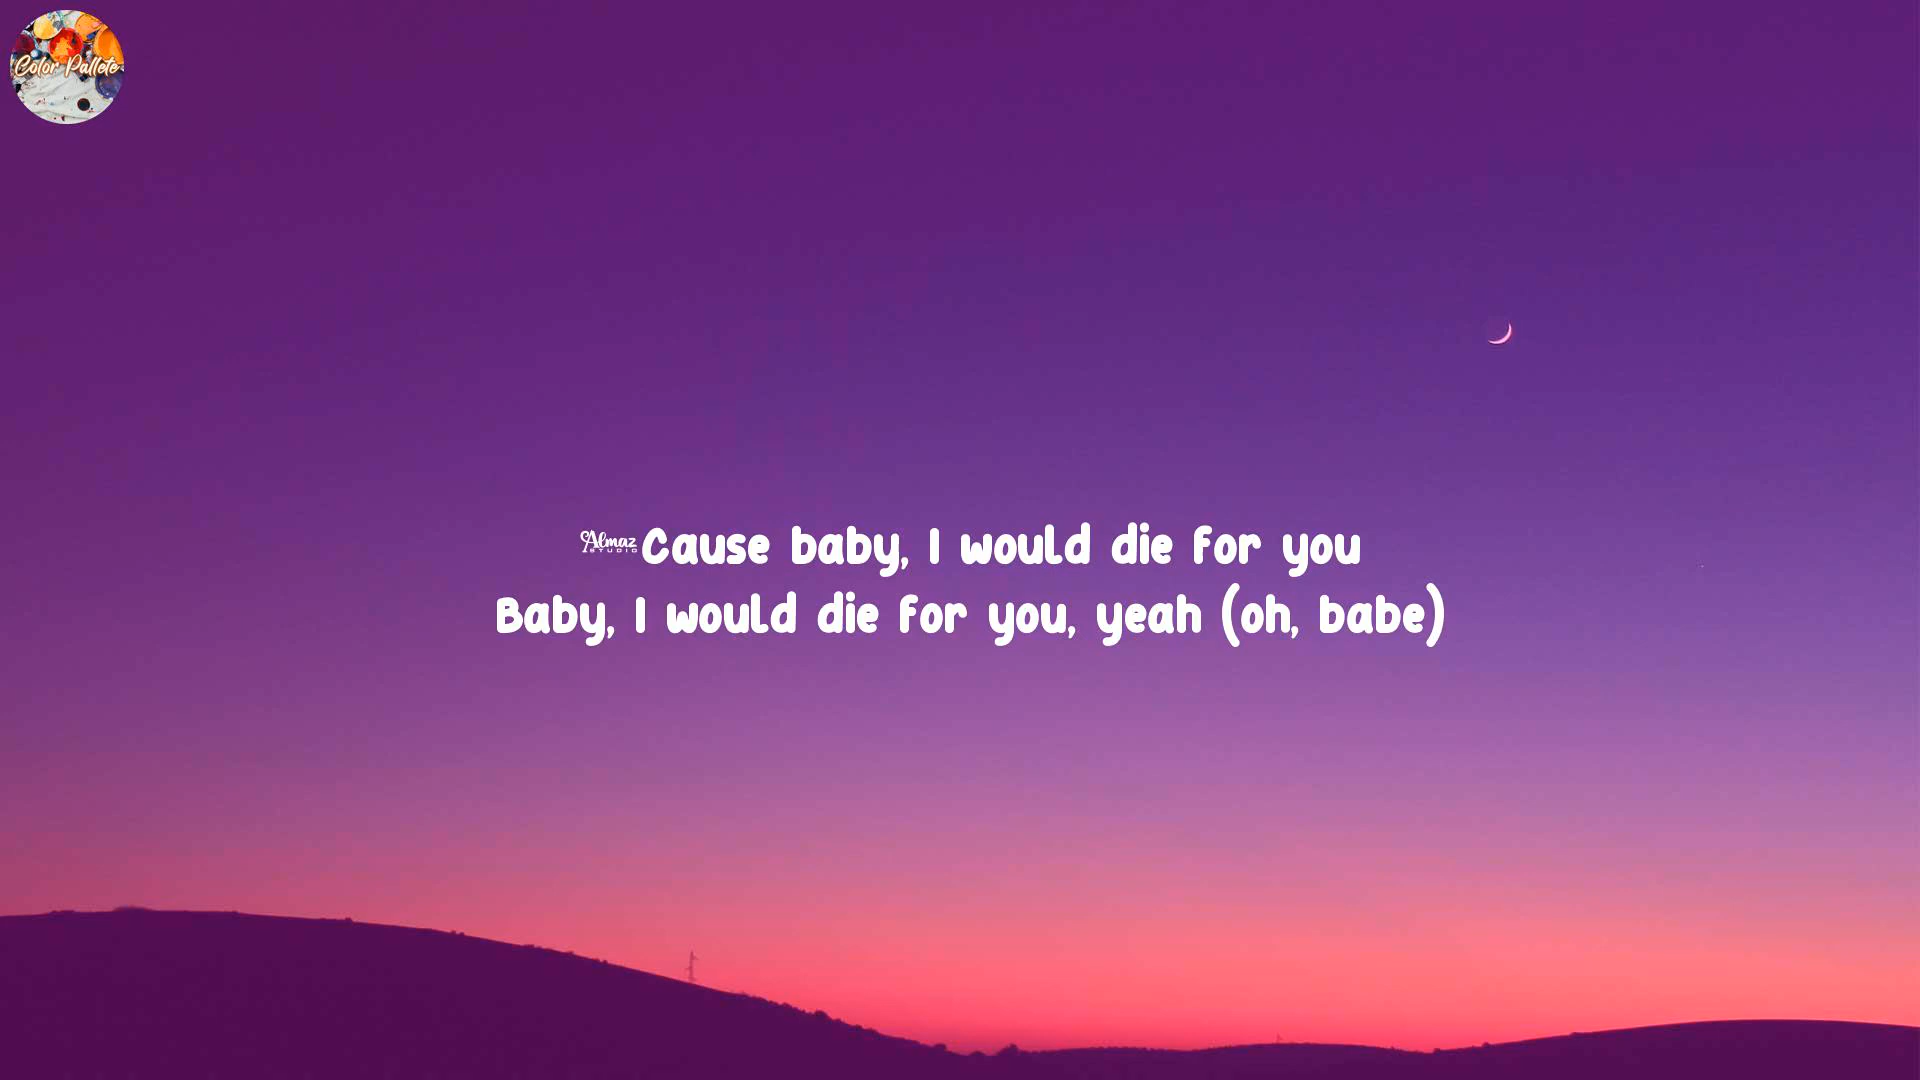 Color Pallete
Almaz STUDIO Cause baby, I would die for you
Baby, I would die for you, yeah (oh, babe)